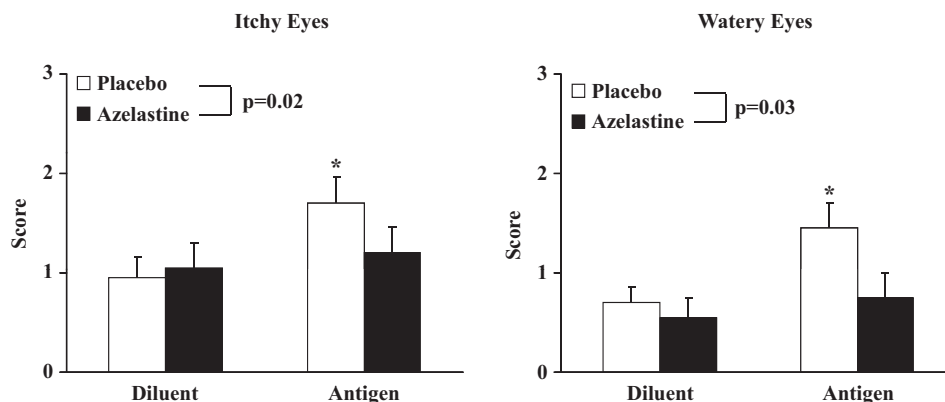 Itchy Eyes
3
Placebo
Azelastine
p=0.02
2
*
Score
1
0
Diluent Antigen
Watery Eyes
3
Placebo
Azelastine
p=0.03
2
*
Score
1
0
Diluent Antigen